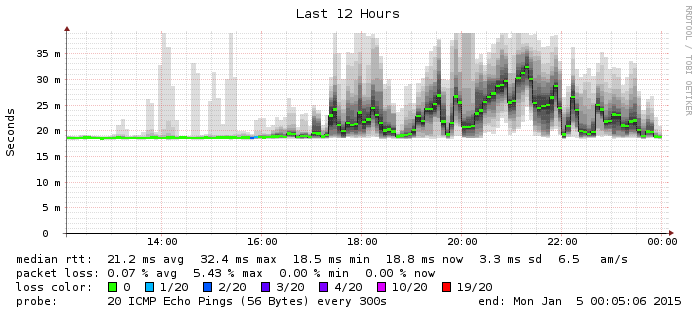 Last 12 Hours
RRDTOOL / TOBI OETIKER
Seconds
35 m
30 m
25 m
20 m
15 m
10 m
5 m
0
14:00 16:00 18:00 20:00 22:00 00:00
median rtt: 21.2 ms avg 32.4 ms max 18.5 ms min 18.8 ms now 3.3 ms sd 6.5 am/s
packet loss: 0.07 % avg 5.43 % max 0.00 % min 0.00 % now
loss color: 0 1/20 2/20 3/20 4/20 10/20 19/20
probe: 20 ICMP Echo Pings (56 Bytes) every 300s end: Mon Jan 5 00:05:06 2015